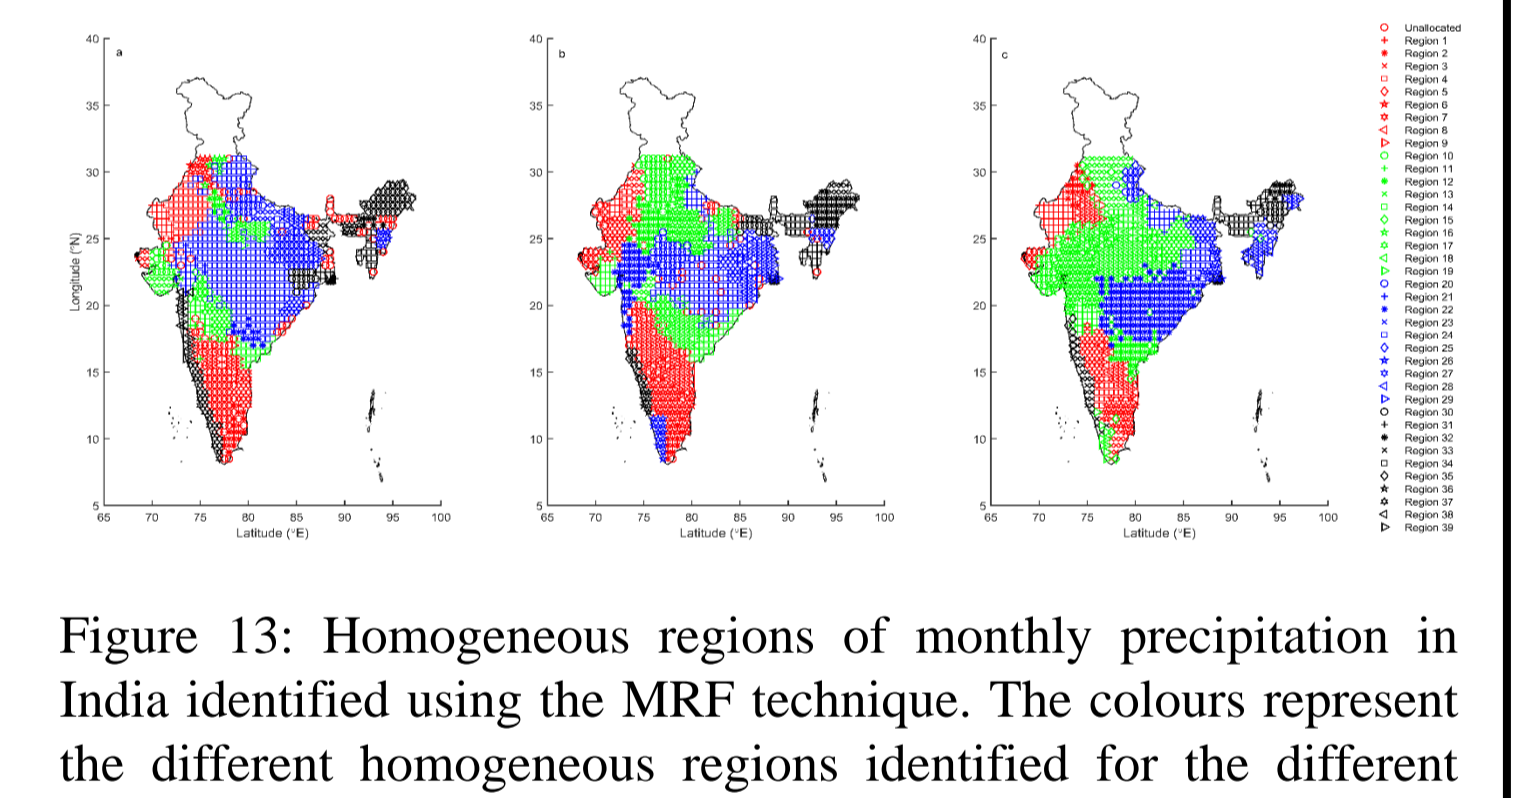 a
b
c
40
35
30
25
20
15
10
5
65 70 75 80 85 90 95 100
Longitude (°N)
Latitude (°E)
40
35
30
25
20
15
10
5
65 70 75 80 85 90 95 100
Latitude (°E)
40
35
30
25
20
15
10
5
65 70 75 80 85 90 95 100
Latitude (°E)
Unallocated
Region 1
Region 2
Region 3
Region 4
Region 5
Region 6
Region 7
Region 8
Region 9
Region 10
Region 11
Region 12
Region 13
Region 14
Region 15
Region 16
Region 17
Region 18
Region 19
Region 20
Region 21
Region 22
Region 23
Region 24
Region 25
Region 26
Region 27
Region 28
Region 29
Region 30
Region 31
Region 32
Region 33
Region 34
Region 35
Region 36
Region 37
Region 38
Region 39
Figure 13: Homogeneous regions of monthly precipitation in
India identified using the MRF technique. The colours represent
the different homogeneous regions identified for the different